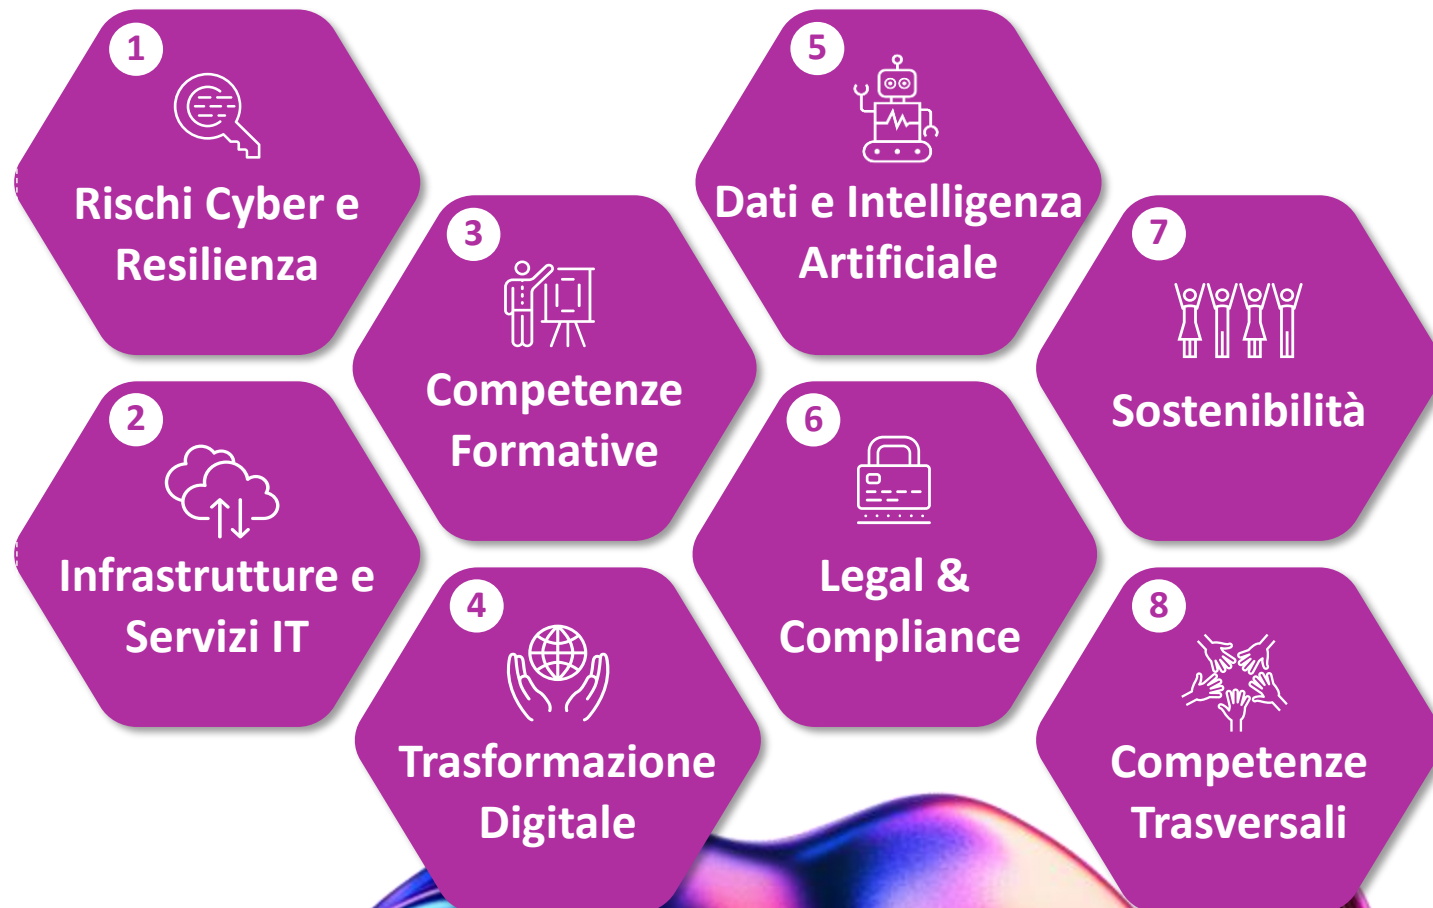 1
Rischi Cyber e
Resilienza
2
Infrastrutture e
Servizi IT
3
Competenze
Formative
4
Trasformazione
Digitale
5
Dati e Intelligenza
Artificiale
6
Legal &
Compliance
7
Sostenibilità
8
Competenze
Trasversali